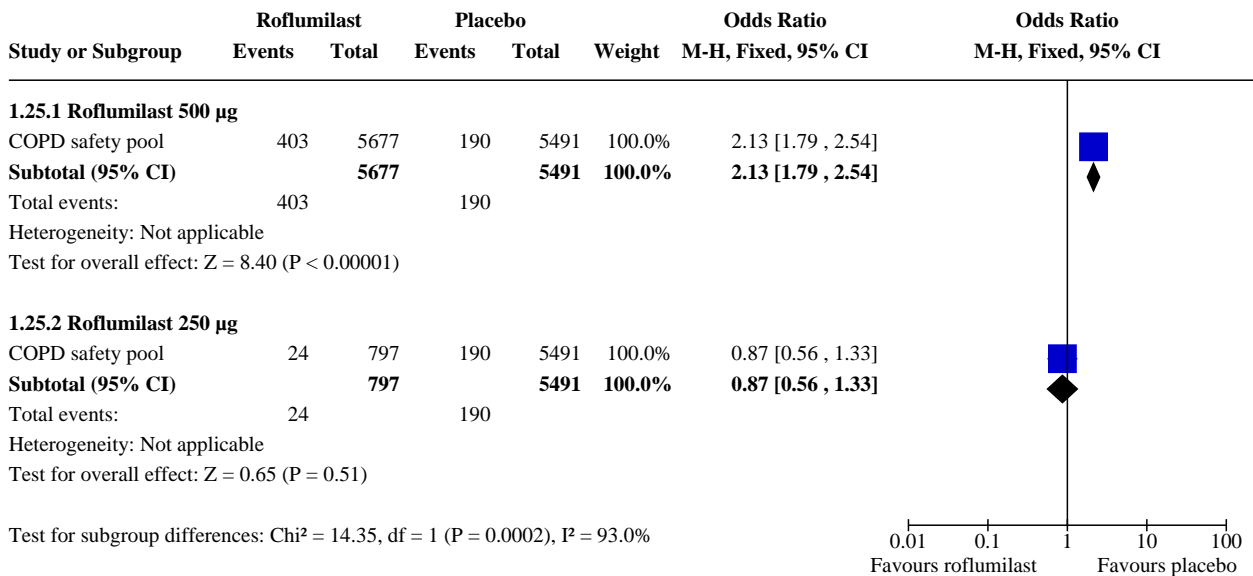 Roflumilast Placebo Odds Ratio Odds Ratio
Study or Subgroup Events Total Events Total Weight M-H, Fixed, 95% CI M-H, Fixed, 95% CI
1.25.1 Roflumilast 500 µg
COPD safety pool 403 5677 190 5491 100.0% 2.13 [1.79 , 2.54]
Subtotal (95% CI) 5677 5491 100.0% 2.13 [1.79 , 2.54]
Total events: 403 190
Heterogeneity: Not applicable
Test for overall effect: Z = 8.40 (P < 0.00001)
1.25.2 Roflumilast 250 µg
COPD safety pool 24 797 190 5491 100.0% 0.87 [0.56 , 1.33]
Subtotal (95% CI) 797 5491 100.0% 0.87 [0.56 , 1.33]
Total events: 24 190
Heterogeneity: Not applicable
Test for overall effect: Z = 0.65 (P = 0.51)
Test for subgroup differences: Chi² = 14.35, df = 1 (P = 0.0002), I² = 93.0%
0.01 0.1 1 10 100
Favours roflumilast Favours placebo